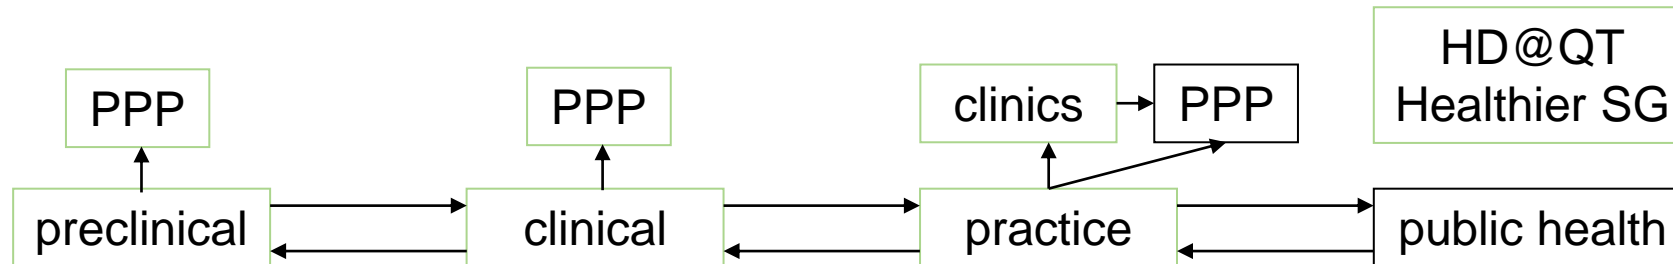 HD@QT
Healthier SG
PPP
PPP
clinics
PPP
preclinical
clinical
practice
public health